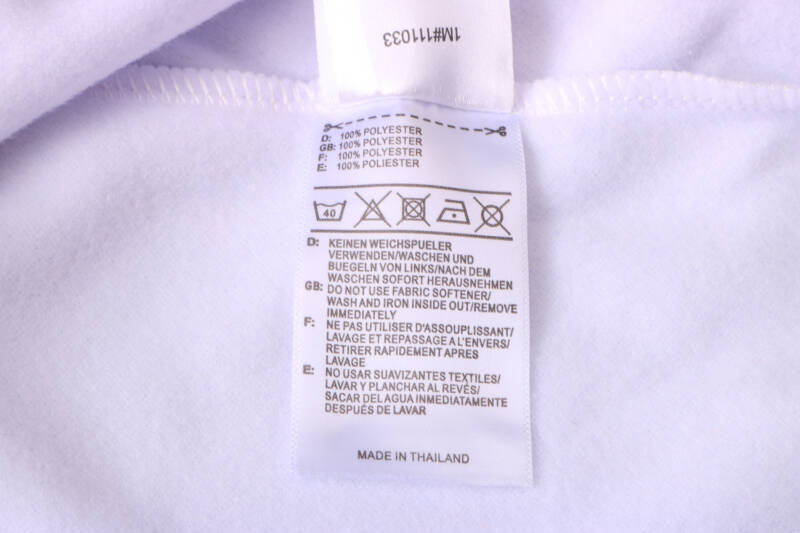 1M#111033
D: 100% POLYESTER
GB: 100% POLYESTER
F: 100% POLYESTER
E: 100% POLIESTER
40
D: KEINEN WEICHSPUELER
VERWENDEN/WASCHEN UND
BUEGELN VON LINKS/NACH DEM
WASCHEN SOFORT HERAUSNEHMEN
GB: DO NOT USE FABRIC SOFTENER/
WASH AND IRON INSIDE OUT/REMOVE
IMMEDIATELY
F: NE PAS UTILISER D'ASSOUPLISSANT/
LAVAGE ET REPASSAGE A L'ENVERS/
RETIRER RAPIDEMENT APRES
LAVAGE
E: NO USAR SUAVIZANTES TEXTILES/
LAVAR Y PLANCHAR AL REVÉS/
SACAR DEL AGUA INMEDIATAMENTE
DESPUÉS DE LAVAR
MADE IN THAILAND